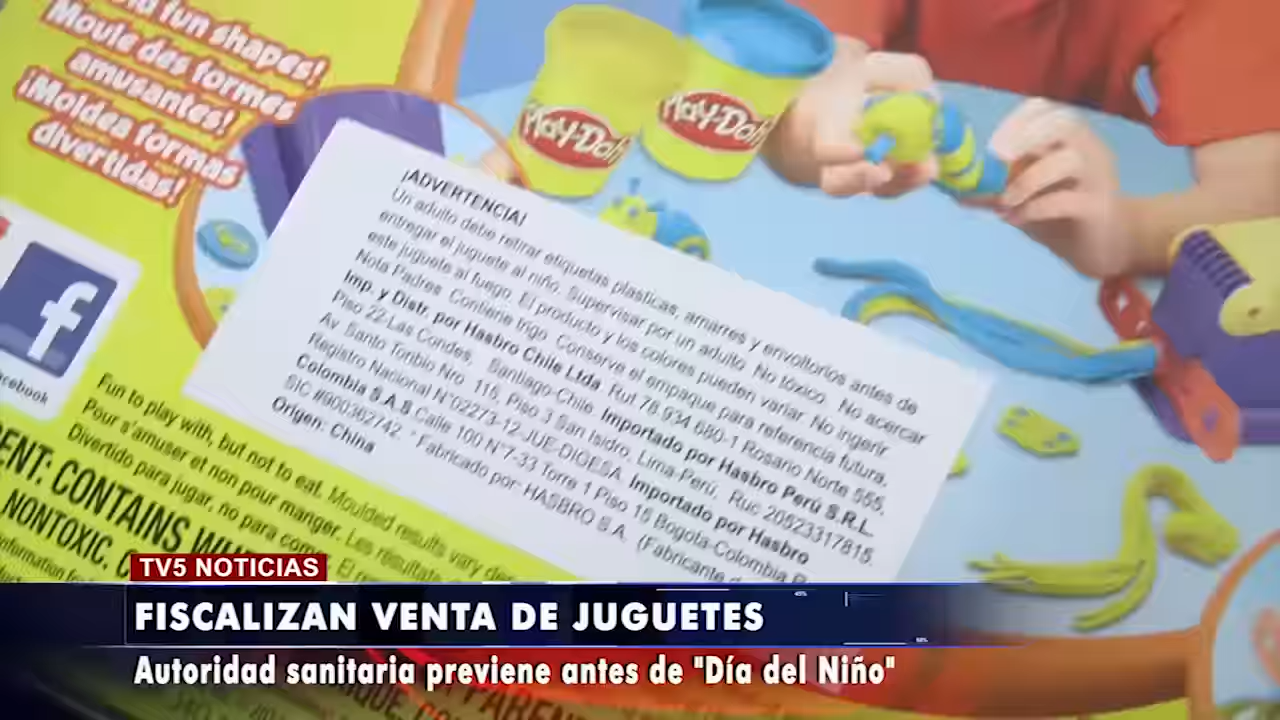 fun shapes!
Moule des formes
amusantes!
¡Moldea formas
divertidas!
Play-Doh
Play-Doh
¡ADVERTENCIA!
Un adulto debe retirar etiquetas plasticas, amarres y envoltorios antes de
entregar el juguete al niño. Supervisar por un adulto. No tóxico. No acercar
este juguete al fuego. El producto y los colores pueden variar. No ingerir
Nota Padres. Contiene trigo. Conserve el empaque para referencia futura.
Imp. y Distr. por Hasbro Chile Ltda Rut 78.934.680-1 Rosario Norte 555,
Piso 22-Las Condes, Santiago-Chile. Importado por Hasbro Perú S.R.L.
Av. Santo Toribio Nro. 115, Piso 3 San Isidro, Lima-Perú. Ruc 20523317815.
Registro Nacional N°02273-12-JUE-DIGESA. Importado por Hasbro
Colombia S.A.S Calle 100 N°7-33 Torre 1 Piso 15 Bogota-Colombia
SIC #900362742. * Fabricado por: HASBRO S.A. (Fabricante
Origen: China
f
Fun to play with, but not to eat. Moulded results vary
Pour s'amuser et non pour manger. Les résultats
Divertido para jugar, no para
CONTAINS
NONTOXIC.
TV5 NOTICIAS
FISCALIZAN VENTA DE JUGUETES
Autoridad sanitaria previene antes de "Día del Niño"